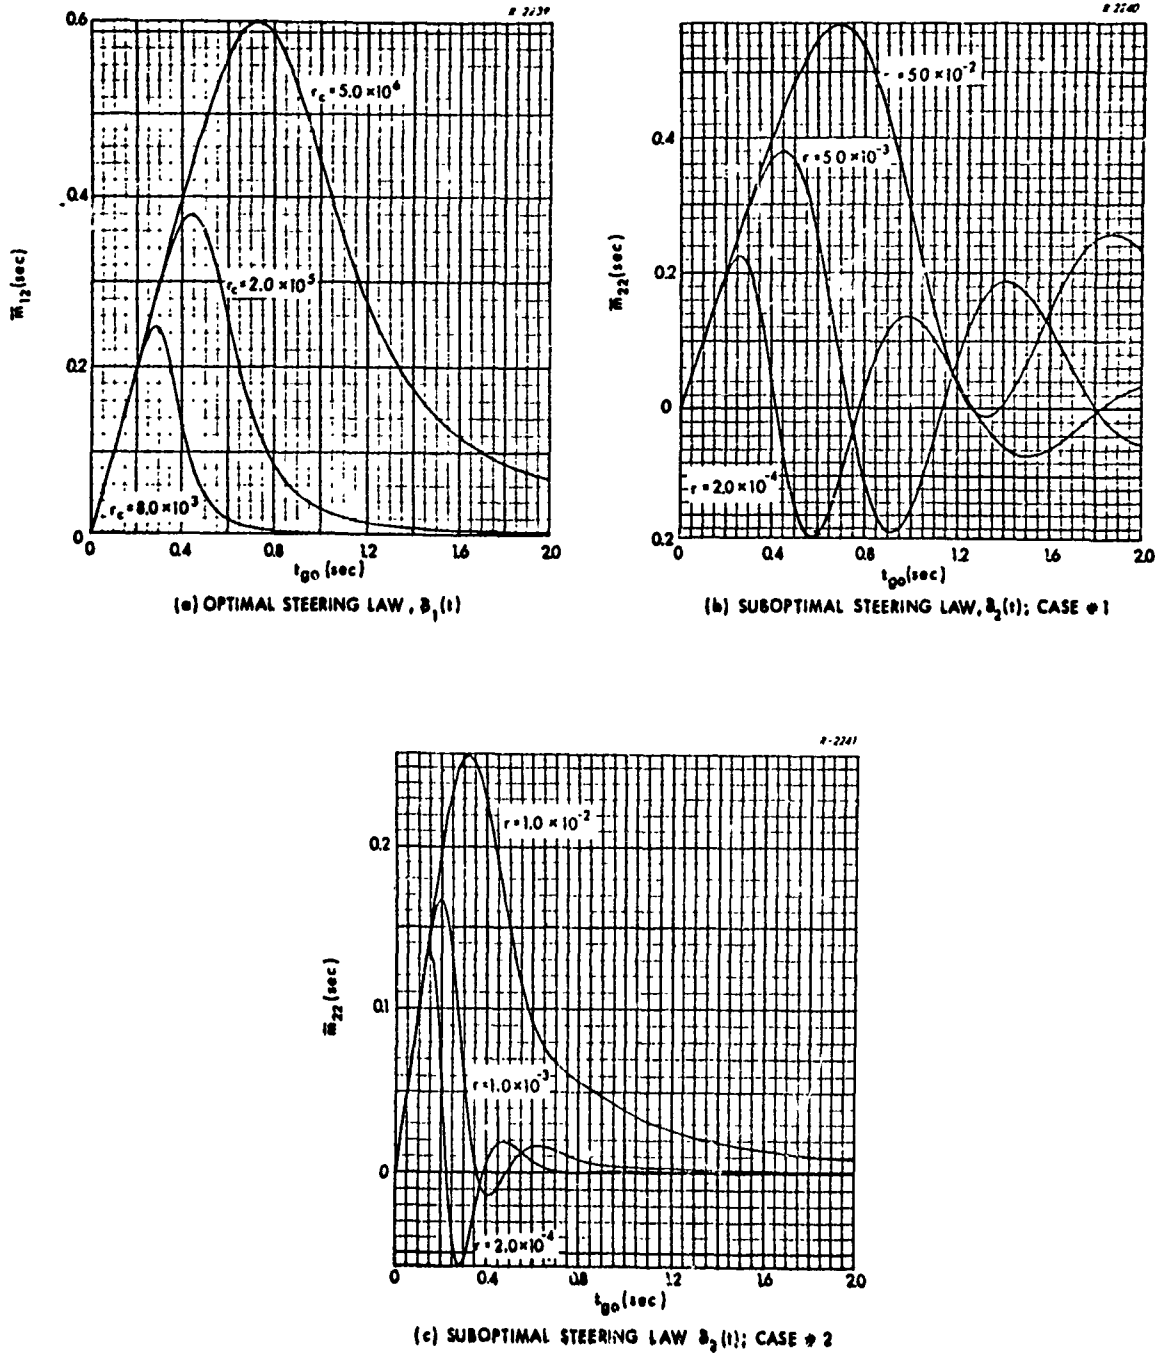 R-2239
0.6
0.4
0.2
0
m̄12(sec)
rc=5.0×10⁶
rc=2.0×10⁵
rc=8.0×10³
0 0.4 0.8 1.2 1.6 2.0
tgo(sec)
(a) OPTIMAL STEERING LAW, δ1(t)
R 2240
0.4
0.2
0
0.2
m̄22(sec)
r=5.0×10⁻²
r=5.0×10⁻³
r=2.0×10⁻⁴
0 0.4 0.8 1.2 1.6 2.0
tgo(sec)
(b) SUBOPTIMAL STEERING LAW, δ2(t); CASE #1
R-2241
0.2
0.1
0
m̄22(sec)
r=1.0×10⁻²
r=1.0×10⁻³
r=2.0×10⁻⁴
0 0.4 0.8 1.2 1.6 2.0
tgo(sec)
(c) SUBOPTIMAL STEERING LAW δ2(t); CASE #2